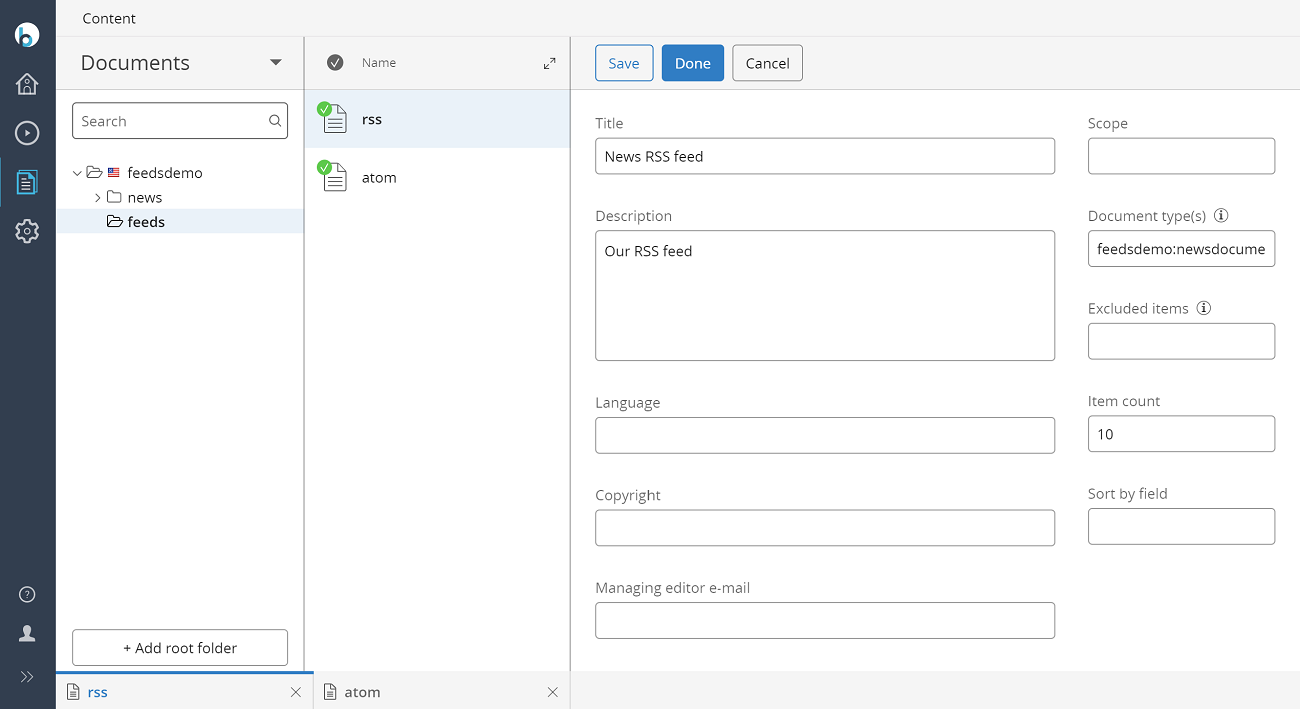 Content
Documents
Search
feedsdemo
news
feeds
+ Add root folder
Name
rss
atom
Save
Done
Cancel
Title
News RSS feed
Description
Our RSS feed
Language
Copyright
Managing editor e-mail
Scope
Document type(s)
feedsdemo:newsdocume
Excluded items
Item count
10
Sort by field
rss
atom